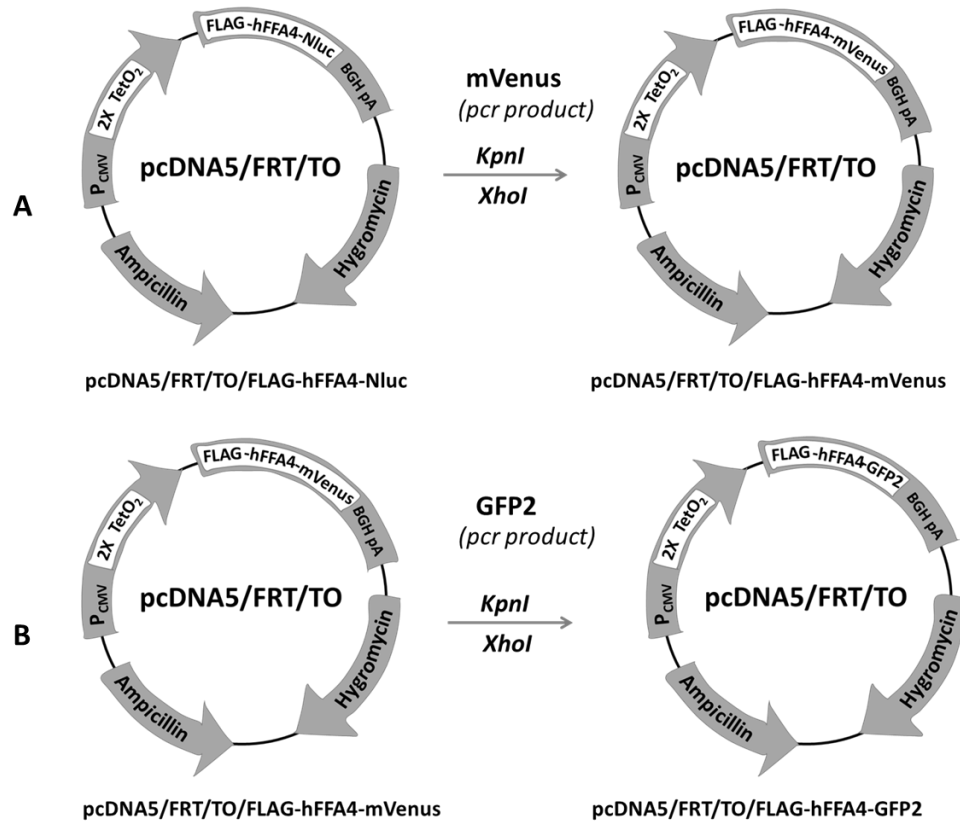 A
FLAG-hFFA4-Nluc
BGH pA
2X TetO2
PCMV
pcDNA5/FRT/TO
Hygromycin
Ampicillin
pcDNA5/FRT/TO/FLAG-hFFA4-Nluc
mVenus
(pcr product)
KpnI
XhoI
FLAG-hFFA4-mVenus
BGH pA
2X TetO2
PCMV
pcDNA5/FRT/TO
Hygromycin
Ampicillin
pcDNA5/FRT/TO/FLAG-hFFA4-mVenus
B
FLAG-hFFA4-mVenus
BGH pA
2X TetO2
PCMV
pcDNA5/FRT/TO
Hygromycin
Ampicillin
pcDNA5/FRT/TO/FLAG-hFFA4-mVenus
GFP2
(pcr product)
KpnI
XhoI
FLAG-hFFA4-GFP2
BGH pA
2X TetO2
PCMV
pcDNA5/FRT/TO
Hygromycin
Ampicillin
pcDNA5/FRT/TO/FLAG-hFFA4-GFP2